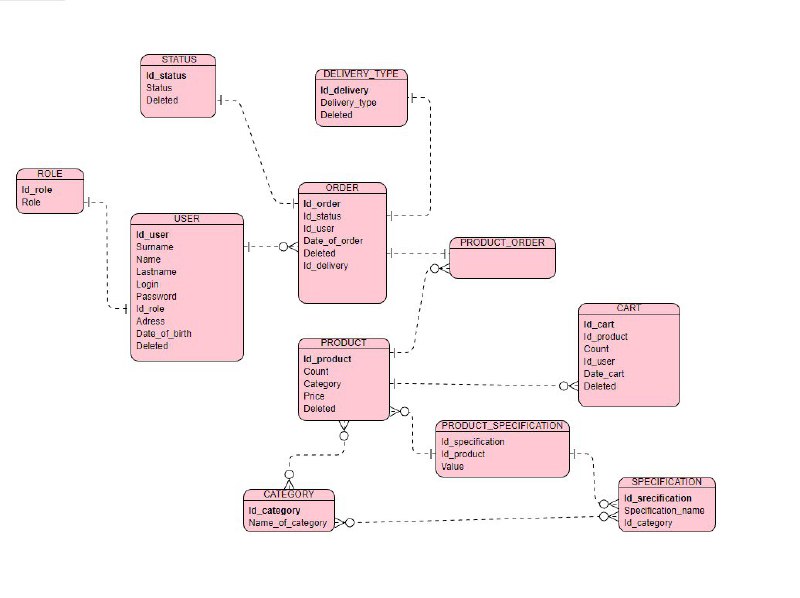 STATUS
Id_status
Status
Deleted
DELIVERY_TYPE
Id_delivery
Delivery_type
Deleted
ROLE
Id_role
Role
USER
Id_user
Surname
Name
Lastname
Login
Password
Id_role
Adress
Date_of_birth
Deleted
ORDER
Id_order
Id_status
Id_user
Date_of_order
Deleted
Id_delivery
PRODUCT_ORDER
CART
Id_cart
Id_product
Count
Id_user
Date_cart
Deleted
PRODUCT
Id_product
Count
Category
Price
Deleted
PRODUCT_SPECIFICATION
Id_specification
Id_product
Value
CATEGORY
Id_category
Name_of_category
SPECIFICATION
Id_srecification
Specification_name
Id_category